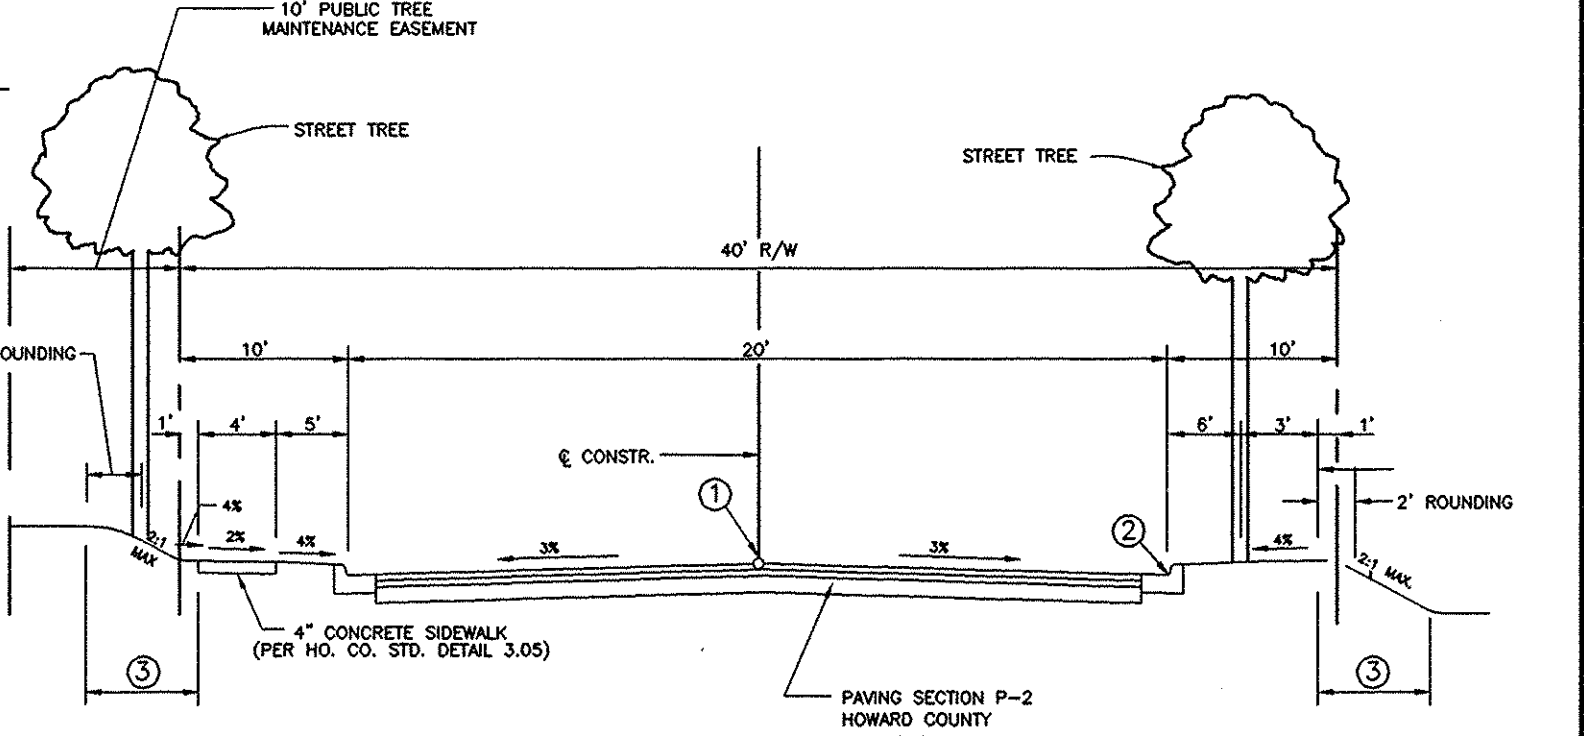 10' PUBLIC TREE
MAINTENANCE EASEMENT
STREET TREE
STREET TREE
40' R/W
OUNDING
10'
20'
10'
1'
4'
5'
6'
3'
1'
℄ CONSTR.
1
2' ROUNDING
4%
2
2:1
MAX
2%
4%
3%
3%
4%
2:1 MAX.
4" CONCRETE SIDEWALK
(PER HO. CO. STD. DETAIL 3.05)
3
3
PAVING SECTION P-2
HOWARD COUNTY